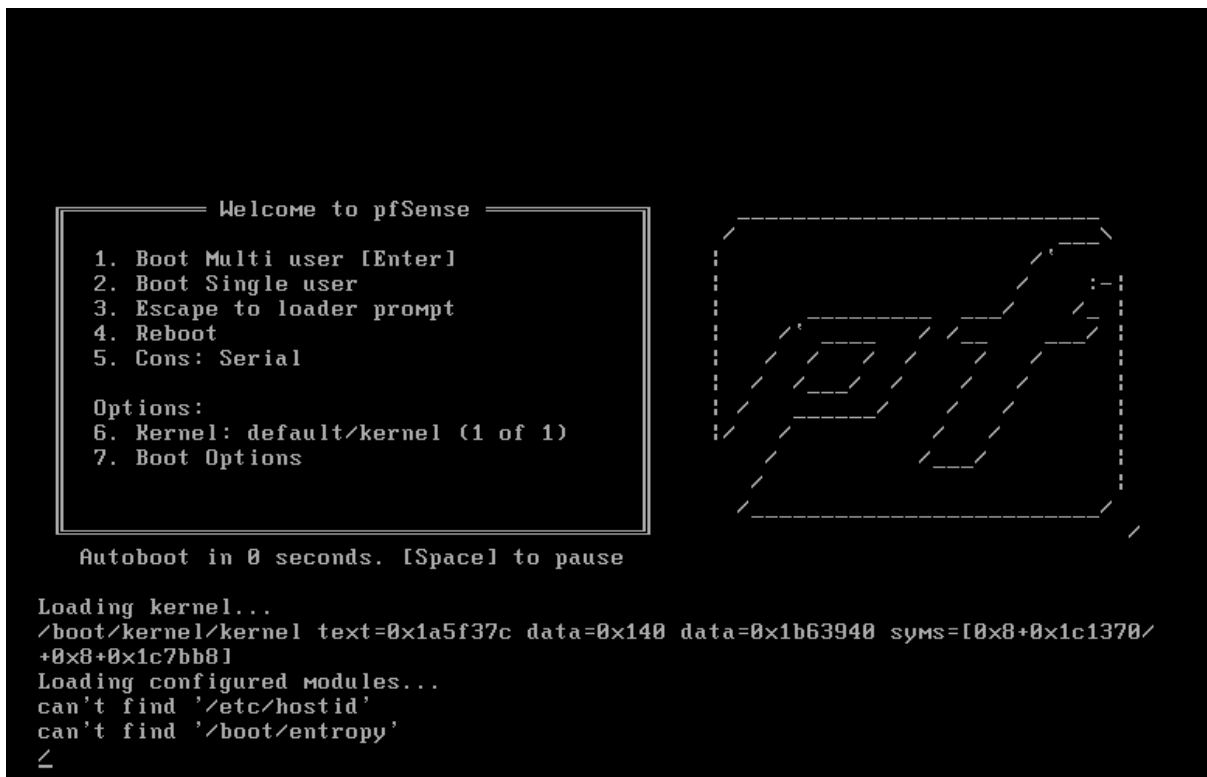 Welcome to pfSense
1. Boot Multi user [Enter]
2. Boot Single user
3. Escape to loader prompt
4. Reboot
5. Cons: Serial
Options:
6. Kernel: default/kernel (1 of 1)
7. Boot Options
Autoboot in 0 seconds. [Space] to pause
Loading kernel...
/boot/kernel/kernel text=0x1a5f37c data=0x140 data=0x1b63940 syms=[0x8+0x1c1370/
+0x8+0x1c7bb8]
Loading configured modules...
can't find '/etc/hostid'
can't find '/boot/entropy'
/